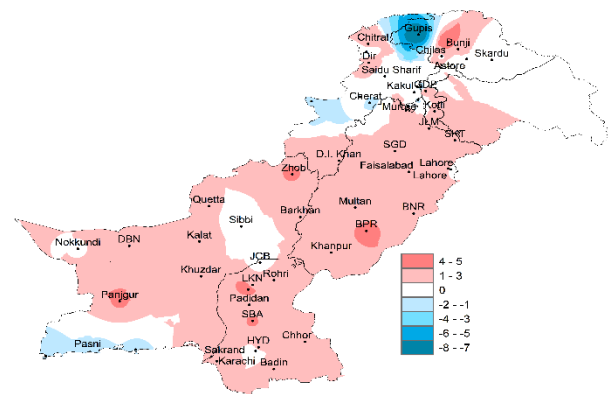 Gupis
Chitral
Bunji
Chilas
Dir
Skardu
Astore
Saidu Sharif
Kakul
GDP
Cherat
Murree
Kotli
JLM
SKT
SGD
D.I. Khan
Faisalabad
Lahore
Lahore
Zhob
Quetta
Multan
BNR
Barkhan
Sibbi
BPR
Nokkundi
DBN
Kalat
Khanpur
JCB
Khuzdar
Rohri
LKN
Panjgur
Padidan
SBA
Pasni
HYD
Chhor
Sakrand
Karachi
Badin
4 - 5
1 - 3
0
-2 - -1
-4 - -3
-6 - -5
-8 - -7